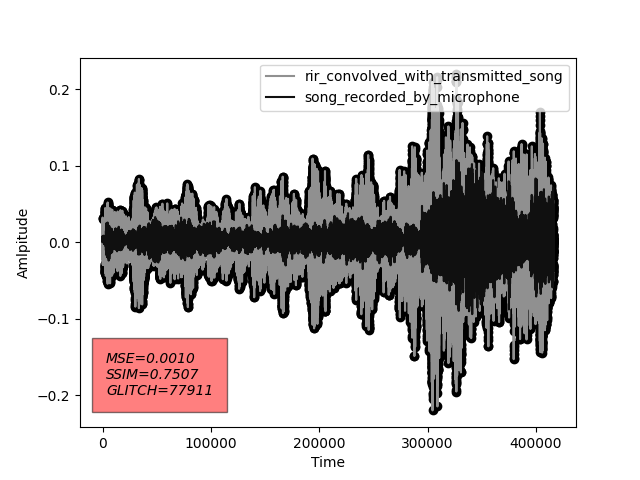 rir_convolved_with_transmitted_song
song_recorded_by_microphone
0.2
0.1
0.0
−0.1
−0.2
Amlpitude
MSE=0.0010
SSIM=0.7507
GLITCH=77911
0 100000 200000 300000 400000
Time